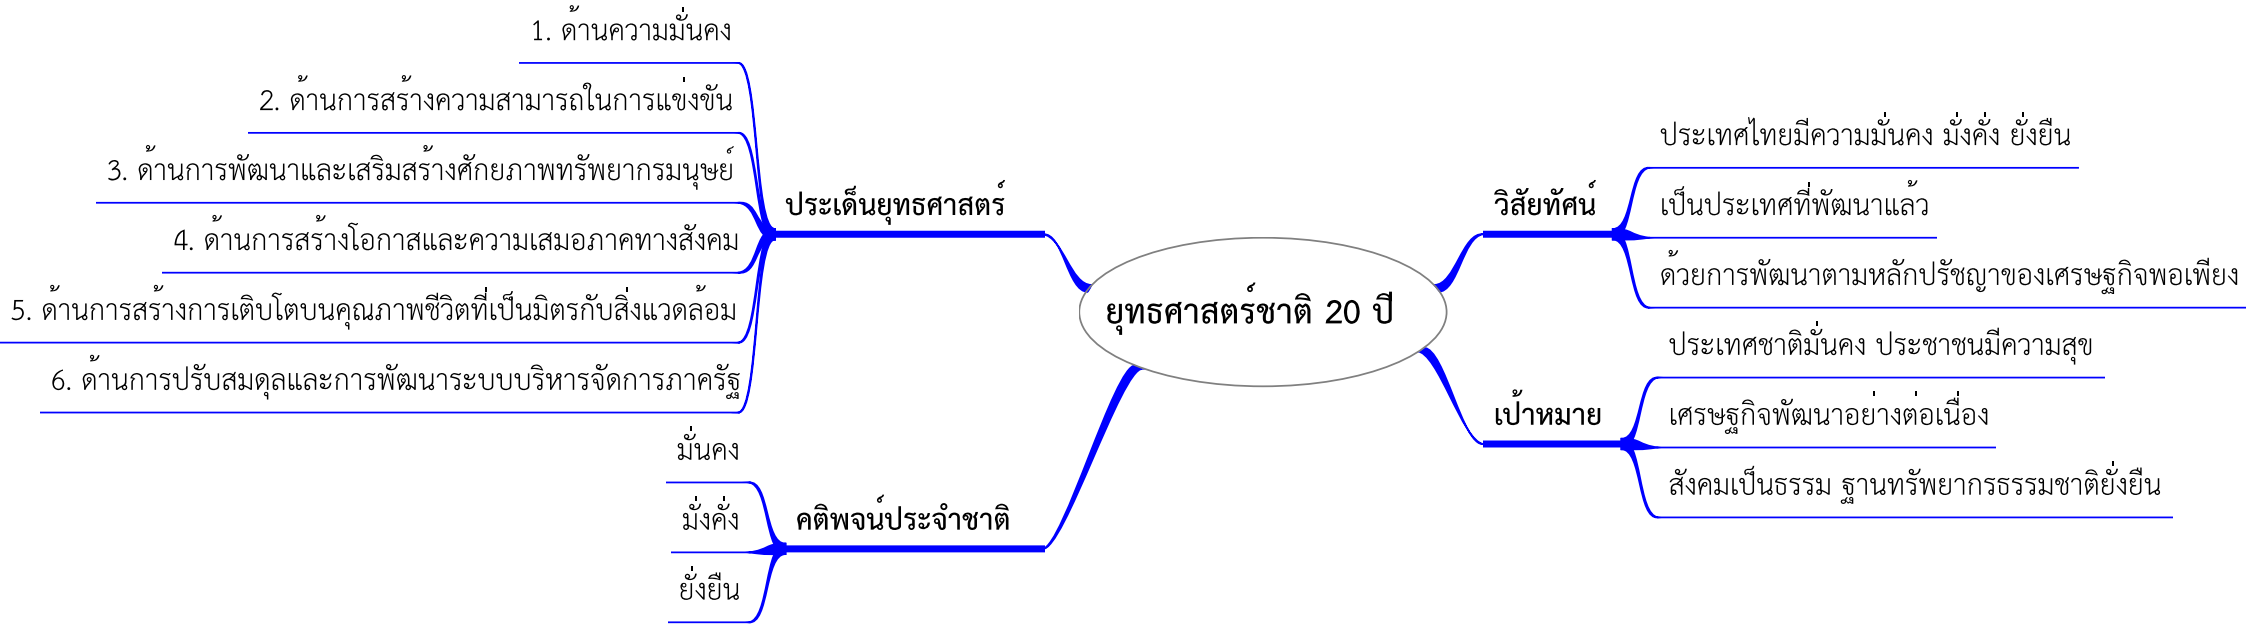 ยุทธศาสตร์ชาติ 20 ปี
วิสัยทัศน์
ประเทศไทยมีความมั่นคง มั่งคั่ง ยั่งยืน
เป็นประเทศที่พัฒนาแล้ว
ด้วยการพัฒนาตามหลักปรัชญาของเศรษฐกิจพอเพียง
เป้าหมาย
ประเทศชาติมั่นคง ประชาชนมีความสุข
เศรษฐกิจพัฒนาอย่างต่อเนื่อง
สังคมเป็นธรรม ฐานทรัพยากรธรรมชาติยั่งยืน
ประเด็นยุทธศาสตร์
1. ด้านความมั่นคง
2. ด้านการสร้างความสามารถในการแข่งขัน
3. ด้านการพัฒนาและเสริมสร้างศักยภาพทรัพยากรมนุษย์
4. ด้านการสร้างโอกาสและความเสมอภาคทางสังคม
5. ด้านการสร้างการเติบโตบนคุณภาพชีวิตที่เป็นมิตรกับสิ่งแวดล้อม
6. ด้านการปรับสมดุลและการพัฒนาระบบบริหารจัดการภาครัฐ
คติพจน์ประจำชาติ
มั่นคง
มั่งคั่ง
ยั่งยืน